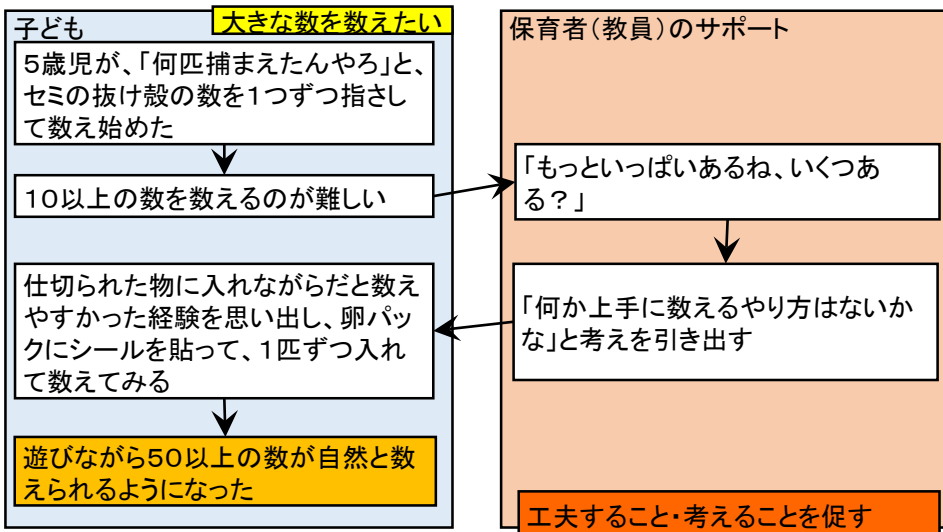 子ども
大きな数を数えたい
5歳児が、「何匹捕まえたんやろ」と、
セミの抜け殻の数を1つずつ指さし
て数え始めた
10以上の数を数えるのが難しい
仕切られた物に入れながらだと数え
やすかった経験を思い出し、卵パッ
クにシールを貼って、1匹ずつ入れ
て数えてみる
遊びながら50以上の数が自然と数
えられるようになった
保育者(教員)のサポート
「もっといっぱいあるね、いくつあ
る?」
「何か上手に数えるやり方はないか
な」と考えを引き出す
工夫すること・考えることを促す